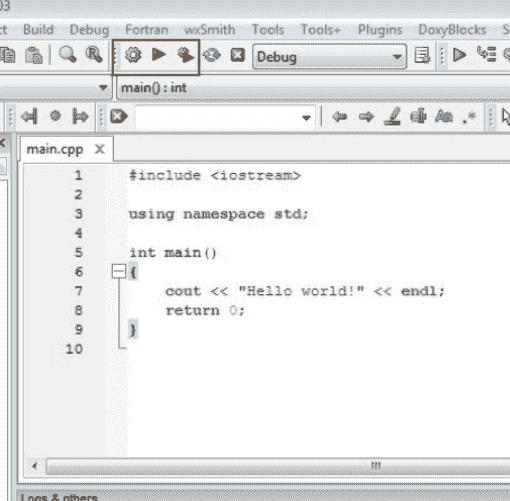 03
Build Debug Fortran wxSmith Tools Tools+ Plugins DoxyBlocks
Debug
main() : int
Aa .*
main.cpp X
1 #include <iostream>
2
3 using namespace std;
4
5 int main()
6 {
7 cout << "Hello world!" << endl;
8 return 0;
9 }
10
Logs & others